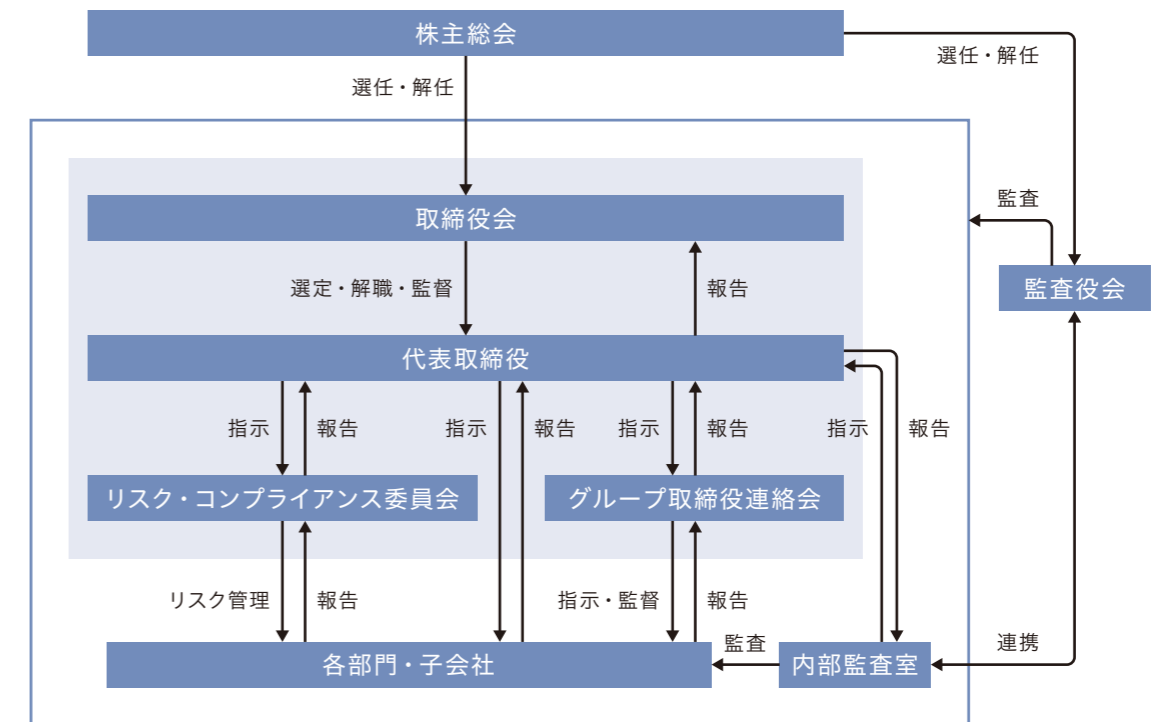 株主総会
選任・解任
選任・解任
取締役会
監査
監査役会
選定・解職・監督
報告
代表取締役
指示
報告
指示
報告
指示
報告
指示
報告
リスク・コンプライアンス委員会
グループ取締役連絡会
リスク管理
報告
指示・監督
報告
各部門・子会社
監査
内部監査室
連携